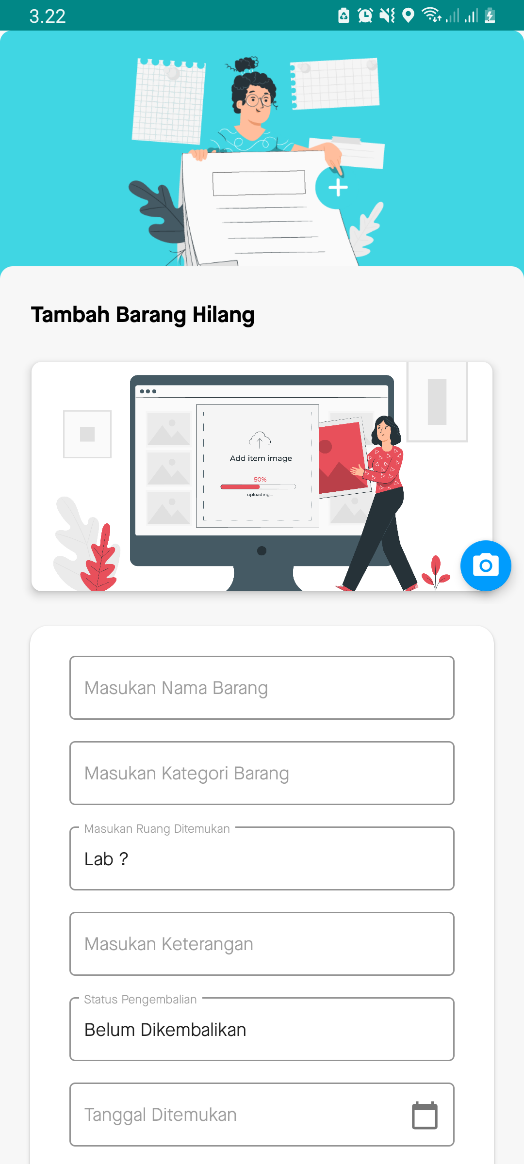 3.22
Tambah Barang Hilang
Add item image
50%
uploading...
Masukan Nama Barang
Masukan Kategori Barang
Masukan Ruang Ditemukan
Lab ?
Masukan Keterangan
Status Pengembalian
Belum Dikembalikan
Tanggal Ditemukan